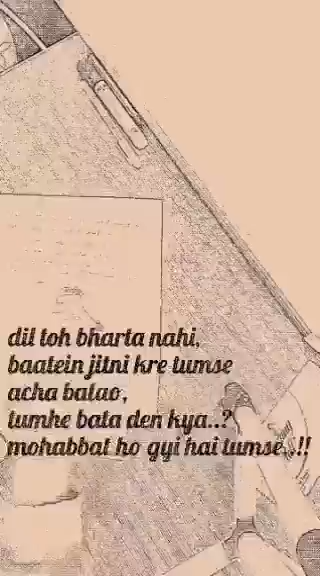 dil toh bharta nahi,
baatein jitni kre tumse
acha batao,
tumhe bata den kya..?
mohabbat ho gyi hai tumse..!!